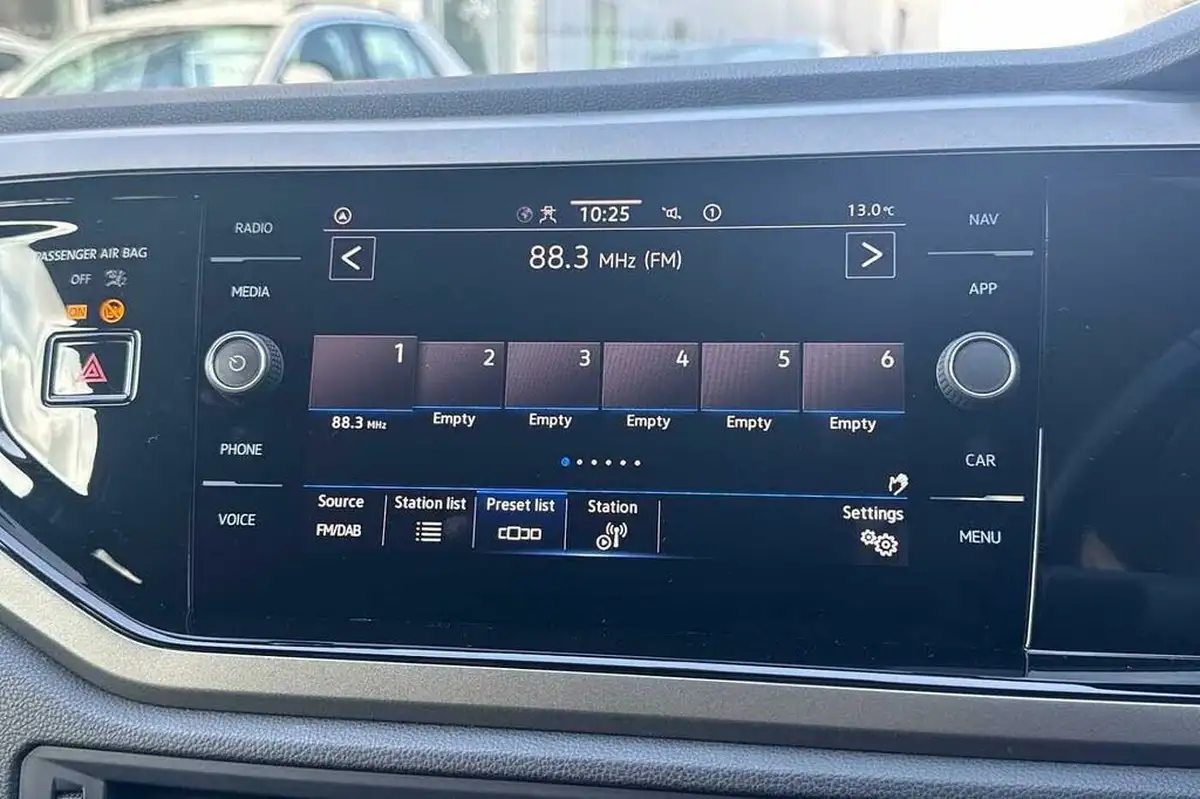 PASSENGER AIR BAG
OFF
ON
RADIO
MEDIA
PHONE
VOICE
10:25
1
13.0°C
<
88.3 MHz (FM)
>
1
2
3
4
5
6
88.3 MHz
Empty
Empty
Empty
Empty
Empty
Source
FM/DAB
Station list
Preset list
Station
Settings
NAV
APP
CAR
MENU